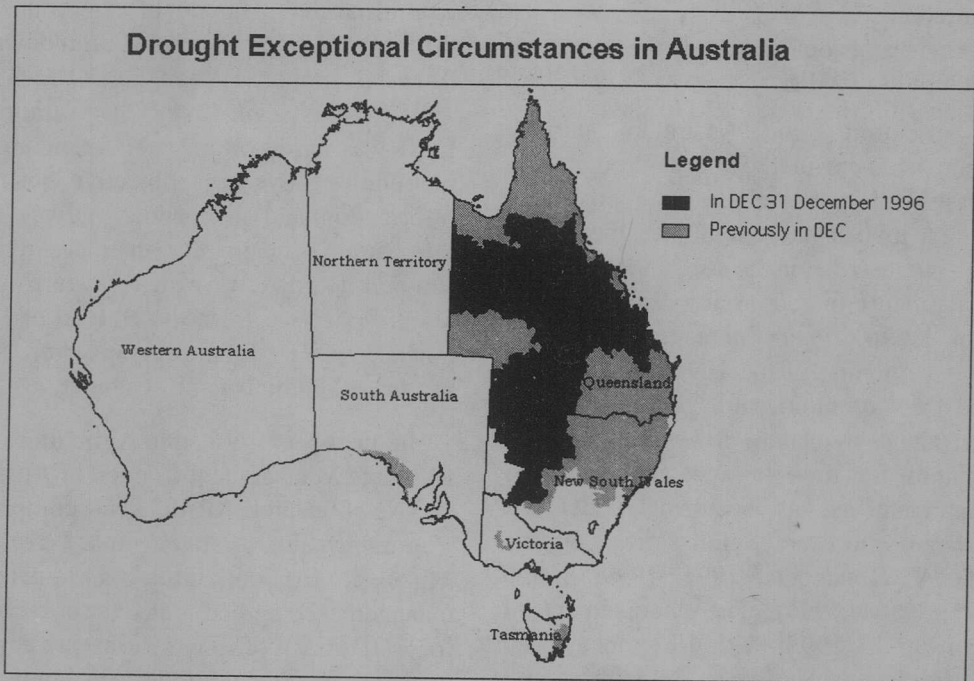 Drought Exceptional Circumstances in Australia
Legend
In DEC 31 December 1996
Previously in DEC
Northern Territory
Western Australia
South Australia
Queensland
New South Wales
Victoria
Tasmania